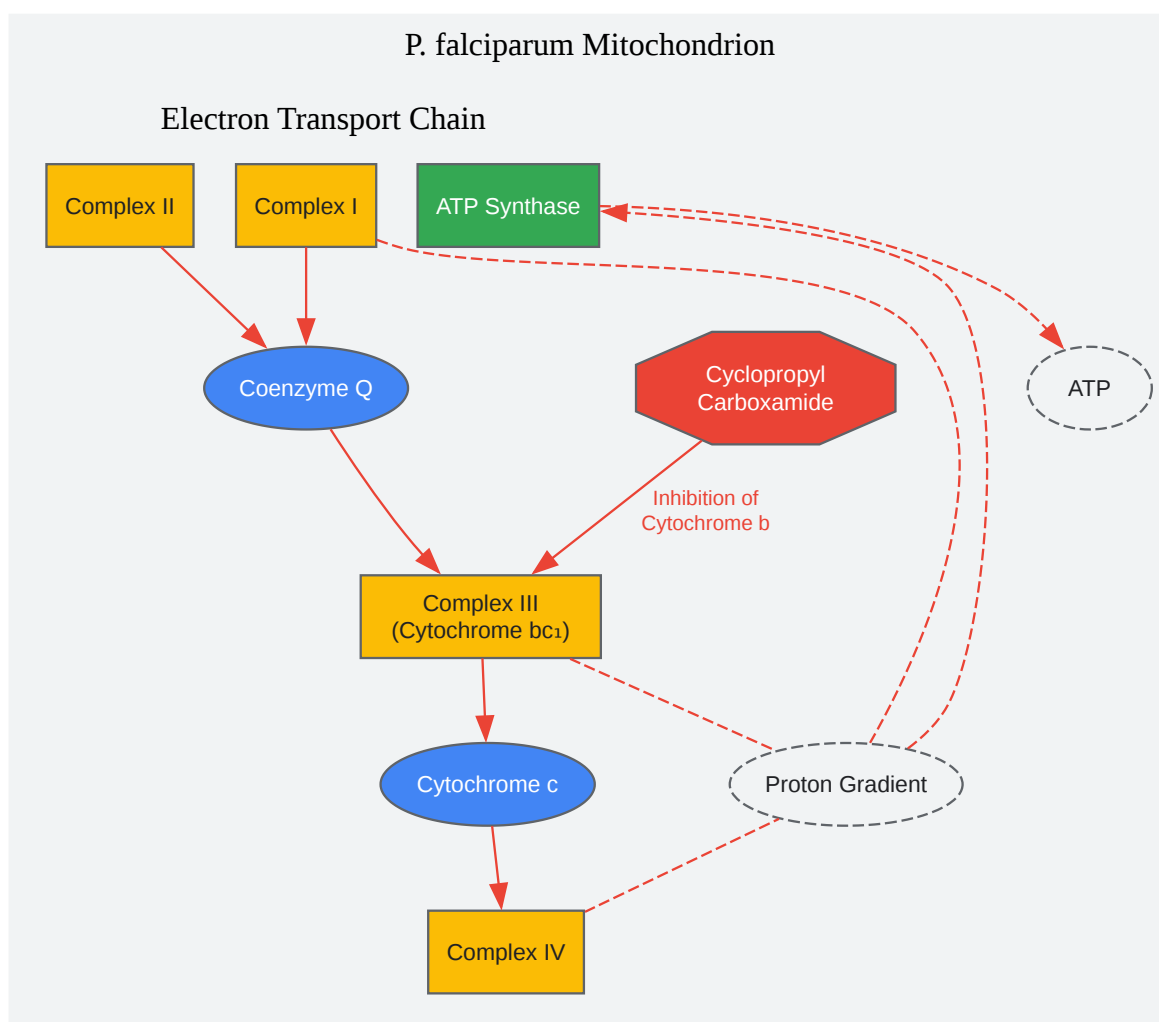 P. falciparum Mitochondrion
Electron Transport Chain
Complex II
Complex I
ATP Synthase
Coenzyme Q
Cyclopropyl
Carboxamide
ATP
Inhibition of
Cytochrome b
Complex III
(Cytochrome bc₁)
Cytochrome c
Proton Gradient
Complex IV